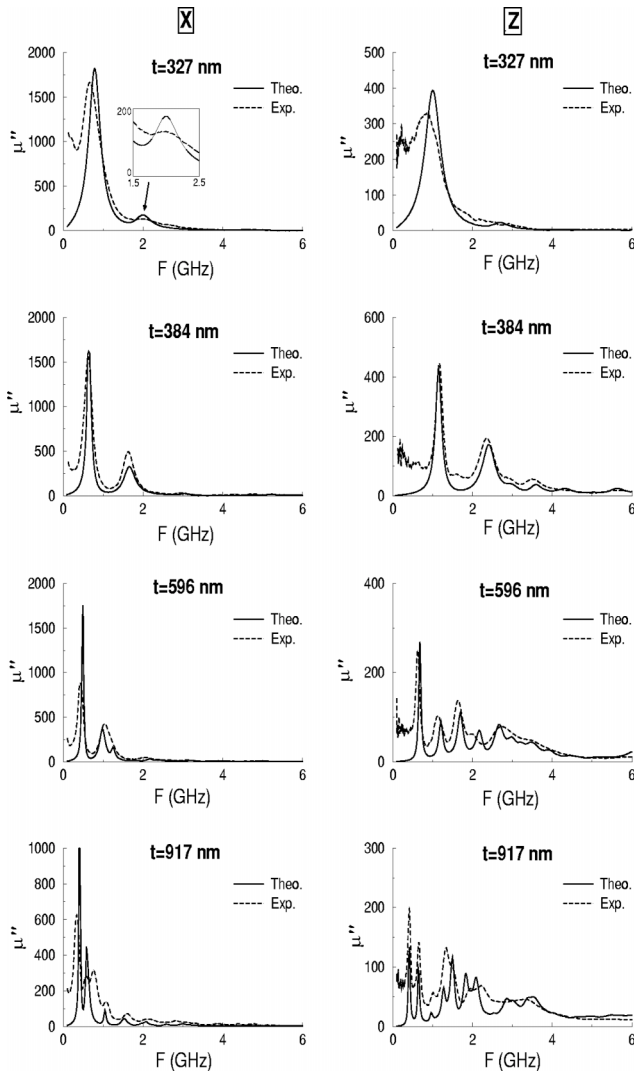 X
Z
2000
1500
1000
500
0
μ''
t=327 nm
Theo.
Exp.
200
0
1.5
2.5
0
2
4
6
F (GHz)
500
400
300
200
100
0
μ''
t=327 nm
Theo.
Exp.
0
1
2
3
4
5
6
F (GHz)
2000
1500
1000
500
0
μ''
t=384 nm
Theo.
Exp.
0
2
4
6
F (GHz)
600
400
200
0
μ''
t=384 nm
Theo.
Exp.
0
2
4
6
F (GHz)
2000
1500
1000
500
0
μ''
t=596 nm
Theo.
Exp.
0
2
4
6
F (GHz)
400
200
0
μ''
t=596 nm
Theo.
Exp.
0
1
2
3
4
5
6
F (GHz)
1000
800
600
400
200
0
μ''
t=917 nm
Theo.
Exp.
0
2
4
6
F (GHz)
300
200
100
0
μ''
t=917 nm
Theo.
Exp.
0
2
4
6
F (GHz)